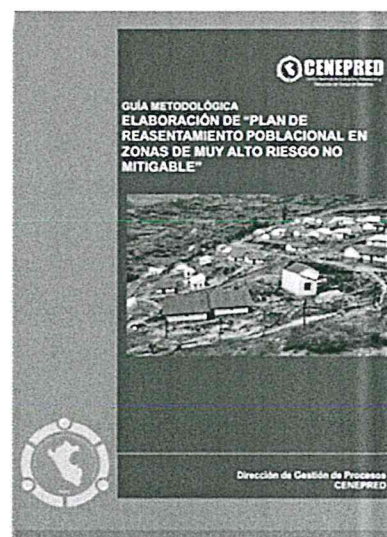 CENEPRED
GUÍA METODOLÓGICA
ELABORACIÓN DE "PLAN DE
REASENTAMIENTO POBLACIONAL EN
ZONAS DE MUY ALTO RIESGO NO
MITIGABLE"
Dirección de Gestión de Procesos
CENEPRED